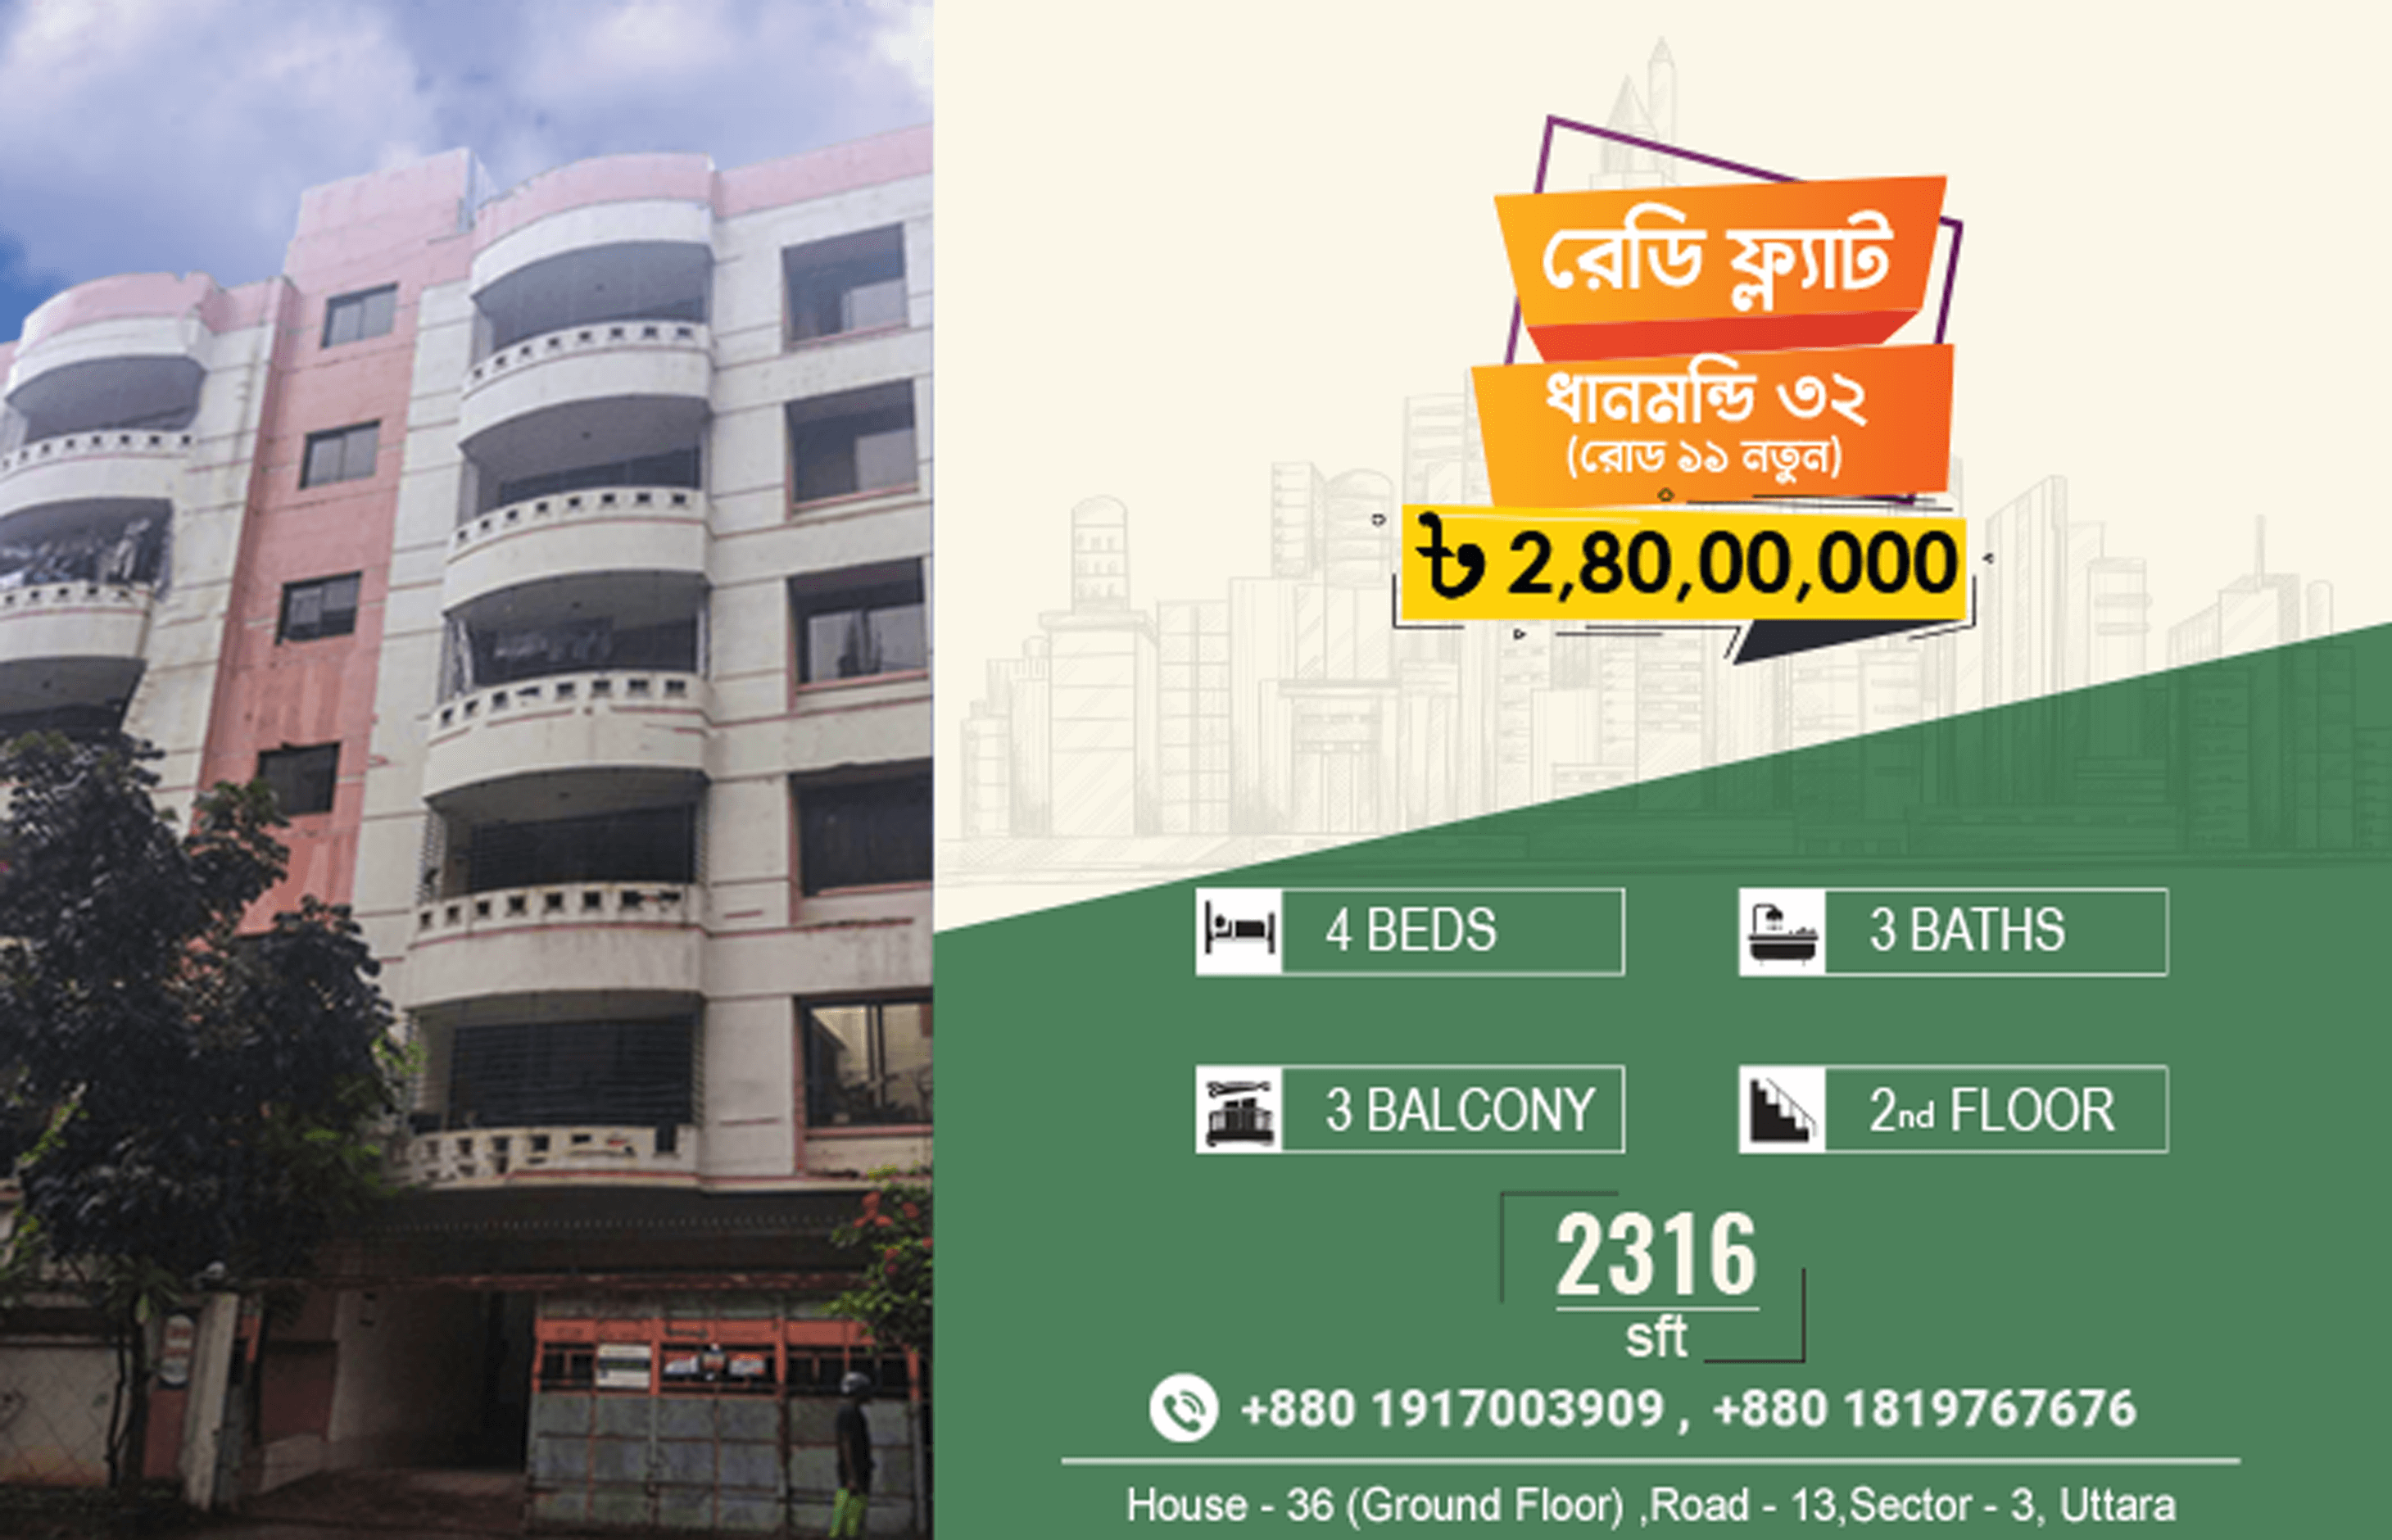 রেডি ফ্ল্যাট
ধানমন্ডি ৩২
(রোড ১১ নতুন)
৳ 2,80,00,000
4 BEDS
3 BATHS
3 BALCONY
2nd FLOOR
2316
sft
+880 1917003909 , +880 1819767676
House - 36 (Ground Floor) ,Road - 13,Sector - 3, Uttara